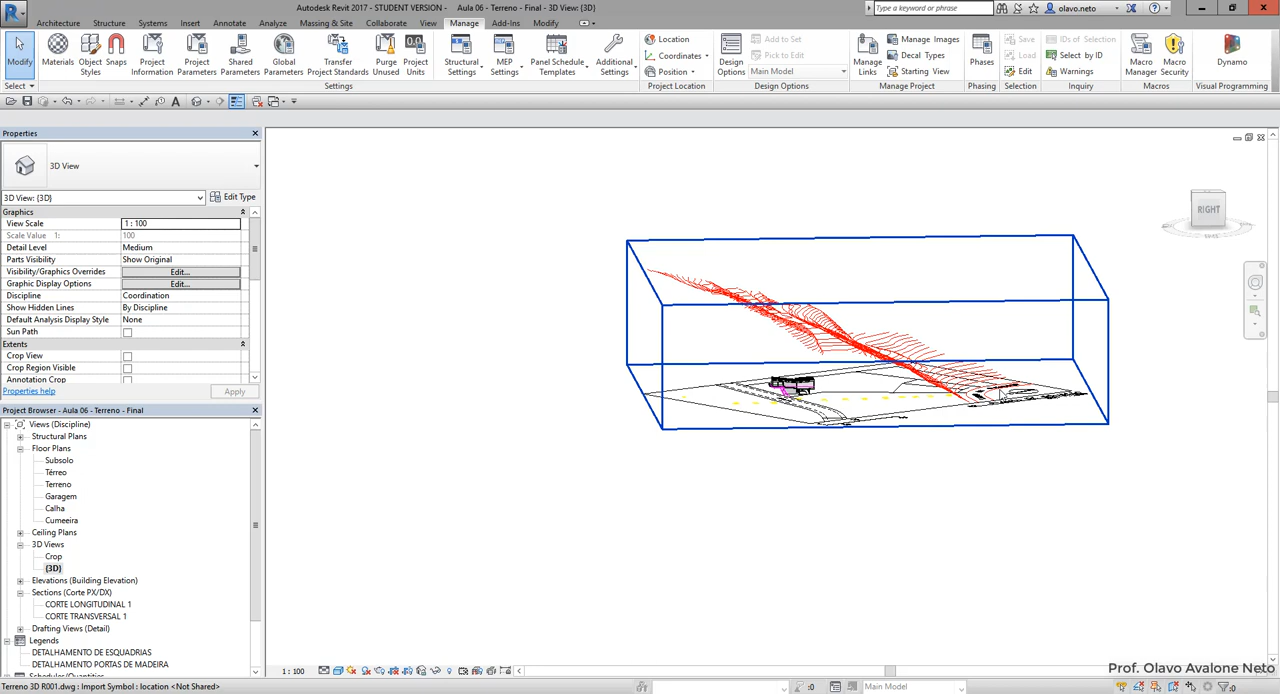 Autodesk Revit 2017 - STUDENT VERSION - Aula 06 - Terreno - Final - 3D View: {3D}
Type a keyword or phrase
olavo.neto
Architecture Structure Systems Insert Annotate Analyze Massing & Site Collaborate View Manage Add-Ins Modify
Modify
Materials
Object Styles
Snaps
Project Information
Project Parameters
Shared Parameters
Global Parameters
Transfer Project Standards
Purge Unused
Project Units
Structural Settings
MEP Settings
Panel Schedule Templates
Additional Settings
Location
Coordinates
Position
Design Options
Add to Set
Pick to Edit
Main Model
Manage Links
Manage Images
Decal Types
Starting View
Phases
Save
Load
Edit
IDs of Selection
Select by ID
Warnings
Macro Manager
Macro Security
Dynamo
Select
Settings
Project Location
Design Options
Manage Project
Phasing
Selection
Inquiry
Macros
Visual Programming
Properties
3D View
3D View: {3D}
Edit Type
Graphics
View Scale 1 : 100
Scale Value 1: 100
Detail Level Medium
Parts Visibility Show Original
Visibility/Graphics Overrides Edit...
Graphic Display Options Edit...
Discipline Coordination
Show Hidden Lines By Discipline
Default Analysis Display Style None
Sun Path
Extents
Crop View
Crop Region Visible
Annotation Crop
Properties help
Apply
Project Browser - Aula 06 - Terreno - Final
Views (Discipline)
Structural Plans
Floor Plans
Subsolo
Térreo
Terreno
Garagem
Calha
Cumeeira
Ceiling Plans
3D Views
Crop
{3D}
Elevations (Building Elevation)
Sections (Corte PX/DX)
CORTE LONGITUDINAL 1
CORTE TRANSVERSAL 1
Drafting Views (Detail)
Legends
DETALHAMENTO DE ESQUADRIAS
DETALHAMENTO PORTAS DE MADEIRA
Schedules/Quantities
RIGHT
1 : 100
Prof. Olavo Avalone Neto
Terreno 3D R001.dwg : Import Symbol : location <Not Shared>
:0
Main Model
:0